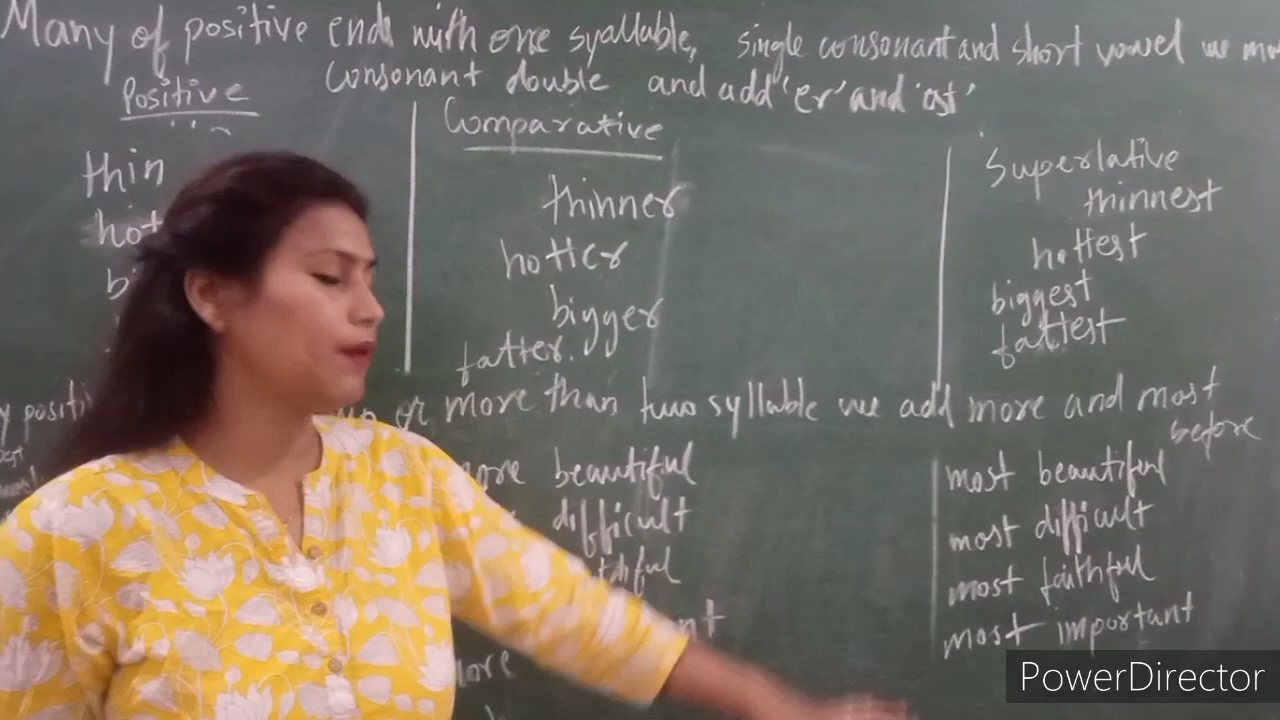 Many of positive ends with one syallable, single consonant and short vowel we
consonant double and add 'er' and 'est'
Positive Comparative Superlative
thin thinner thinnest
hot hotter hottest
bigger biggest
fatter. fattest
or more than two syllable we add more and most
before
more beautiful most beautiful
difficult most difficult
most faithful
most important
PowerDirector